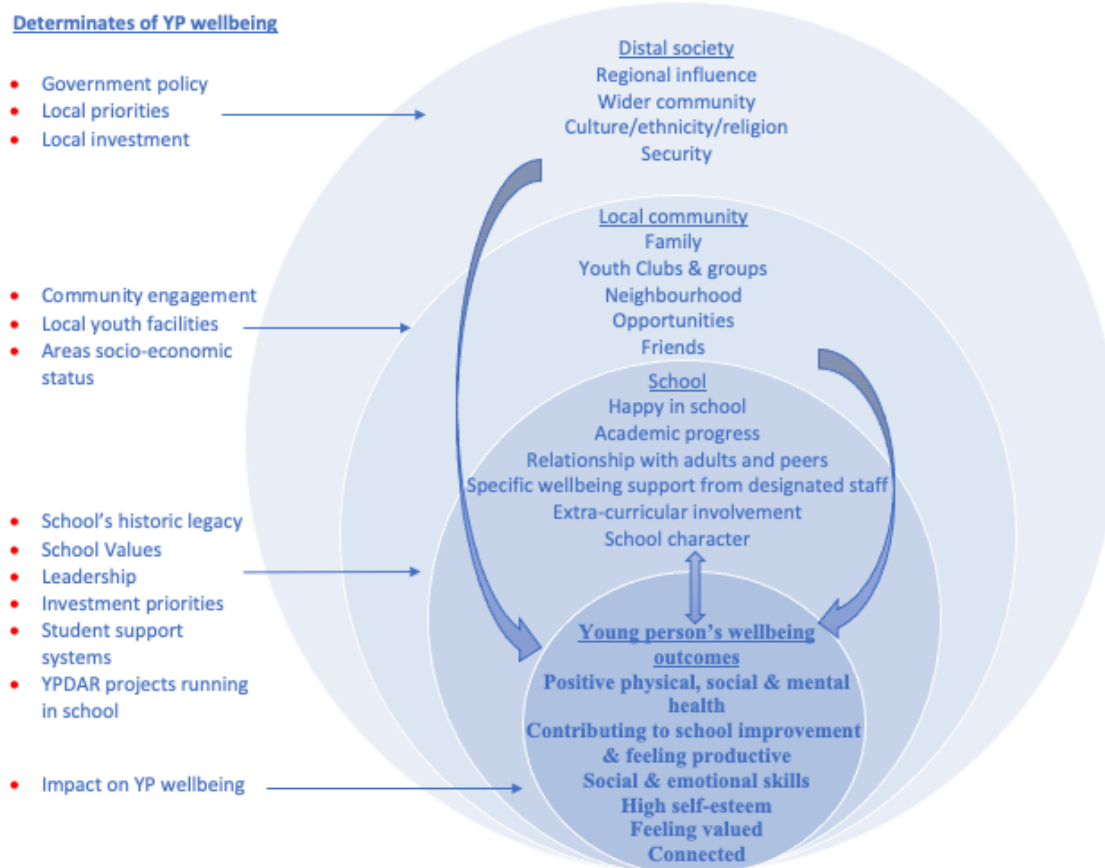 Determinates of YP wellbeing
• Government policy
• Local priorities
• Local investment
• Community engagement
• Local youth facilities
• Areas socio-economic
status
• School's historic legacy
• School Values
• Leadership
• Investment priorities
• Student support
systems
• YPDAR projects running
in school
• Impact on YP wellbeing
Distal society
Regional influence
Wider community
Culture/ethnicity/religion
Security
Local community
Family
Youth Clubs & groups
Neighbourhood
Opportunities
Friends
School
Happy in school
Academic progress
Relationship with adults and peers
Specific wellbeing support from designated staff
Extra-curricular involvement
School character
Young person's wellbeing
outcomes
Positive physical, social & mental
health
Contributing to school improvement
& feeling productive
Social & emotional skills
High self-esteem
Feeling valued
Connected